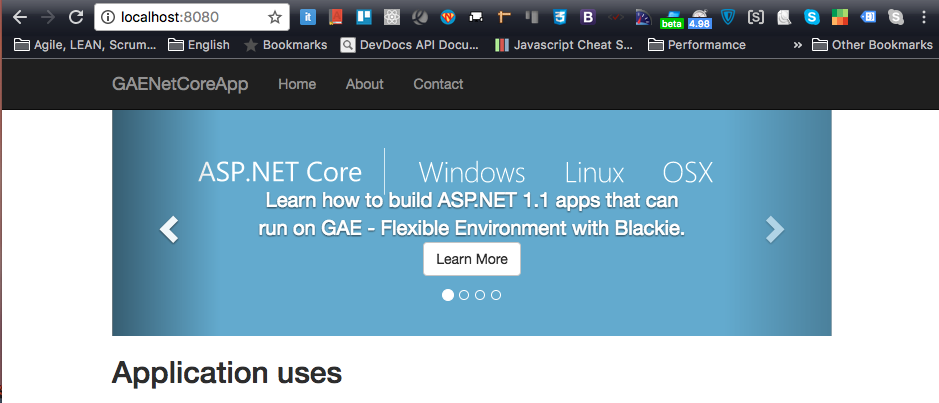 localhost:8080
beta
4.98
Agile, LEAN, Scrum... English Bookmarks DevDocs API Docu... Javascript Cheat S... Performamce » Other Bookmarks
GAENetCoreApp Home About Contact
ASP.NET Core Windows Linux OSX
Learn how to build ASP.NET 1.1 apps that can
run on GAE - Flexible Environment with Blackie.
Learn More
Application uses